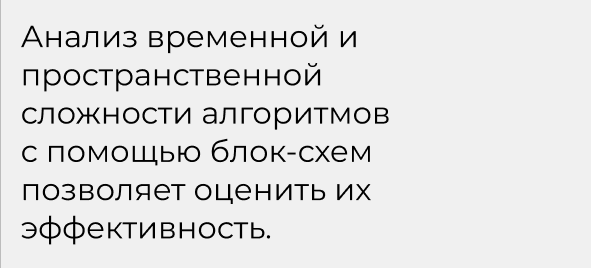 Анализ временной и
пространственной
сложности алгоритмов
с помощью блок-схем
позволяет оценить их
эффективность.